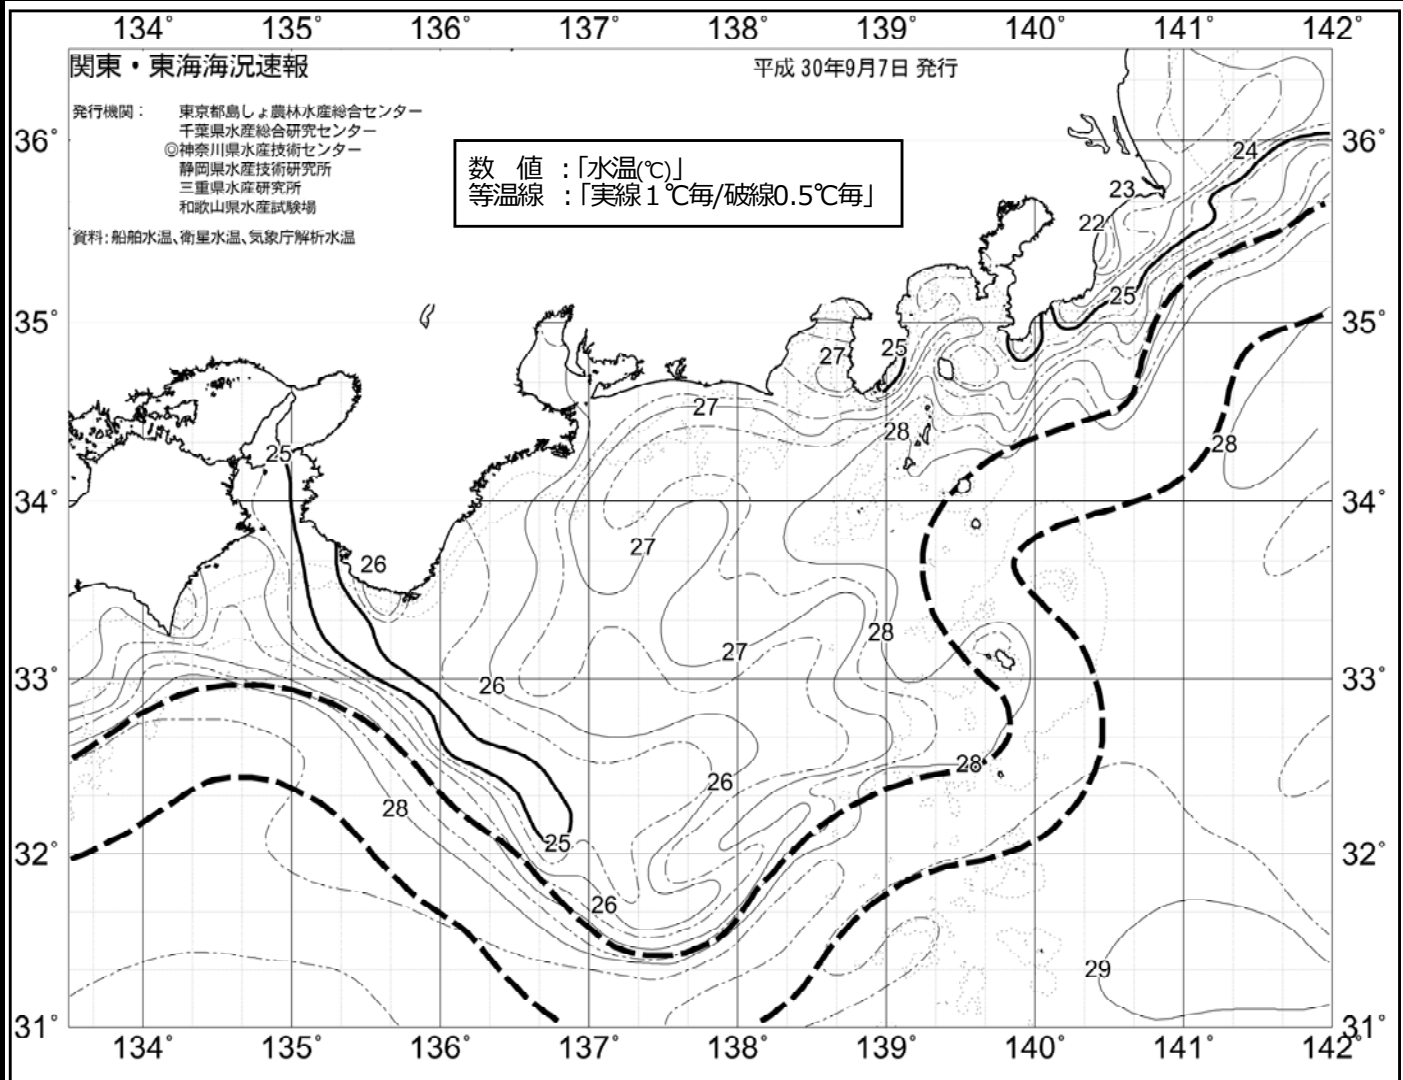 134° 135° 136° 137° 138° 139° 140° 141° 142°
関東・東海海況速報
平成 30年9月7日 発行
発行機関： 東京都島しょ農林水産総合センター
千葉県水産総合研究センター
◎神奈川県水産技術センター
静岡県水産技術研究所
三重県水産研究所
和歌山県水産試験場
資料：船舶水温、衛星水温、気象庁解析水温
数 値 ：「水温(℃)」
等温線 ：「実線１℃毎/破線0.5℃毎」
36° 36°
24
23
22
25
35° 35°
27 25
27
28 28
25
34° 34°
27
26
28
27
33° 33°
26
28
26
28
25
32° 32°
26
29
31° 31°
134° 135° 136° 137° 138° 139° 140° 141° 142°